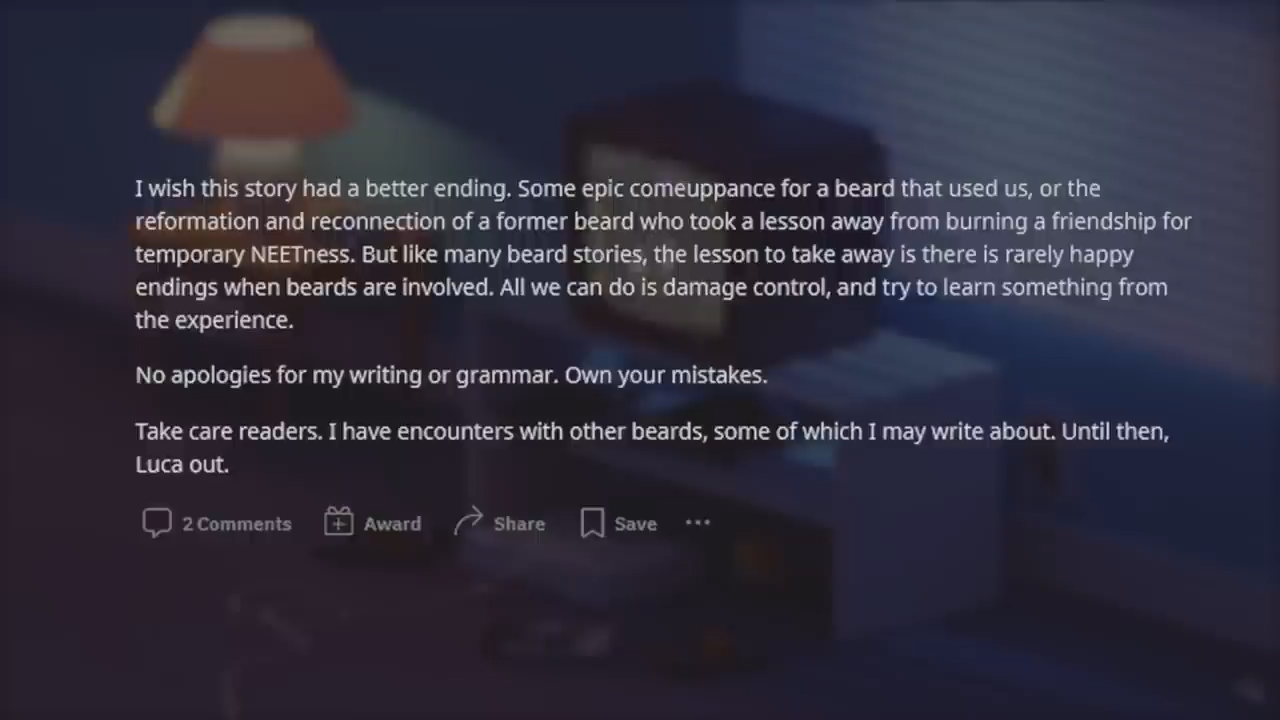 I wish this story had a better ending. Some epic comeuppance for a beard that used us, or the
reformation and reconnection of a former beard who took a lesson away from burning a friendship for
temporary NEETness. But like many beard stories, the lesson to take away is there is rarely happy
endings when beards are involved. All we can do is damage control, and try to learn something from
the experience.
No apologies for my writing or grammar. Own your mistakes.
Take care readers. I have encounters with other beards, some of which I may write about. Until then,
Luca out.
2 Comments Award Share Save ...